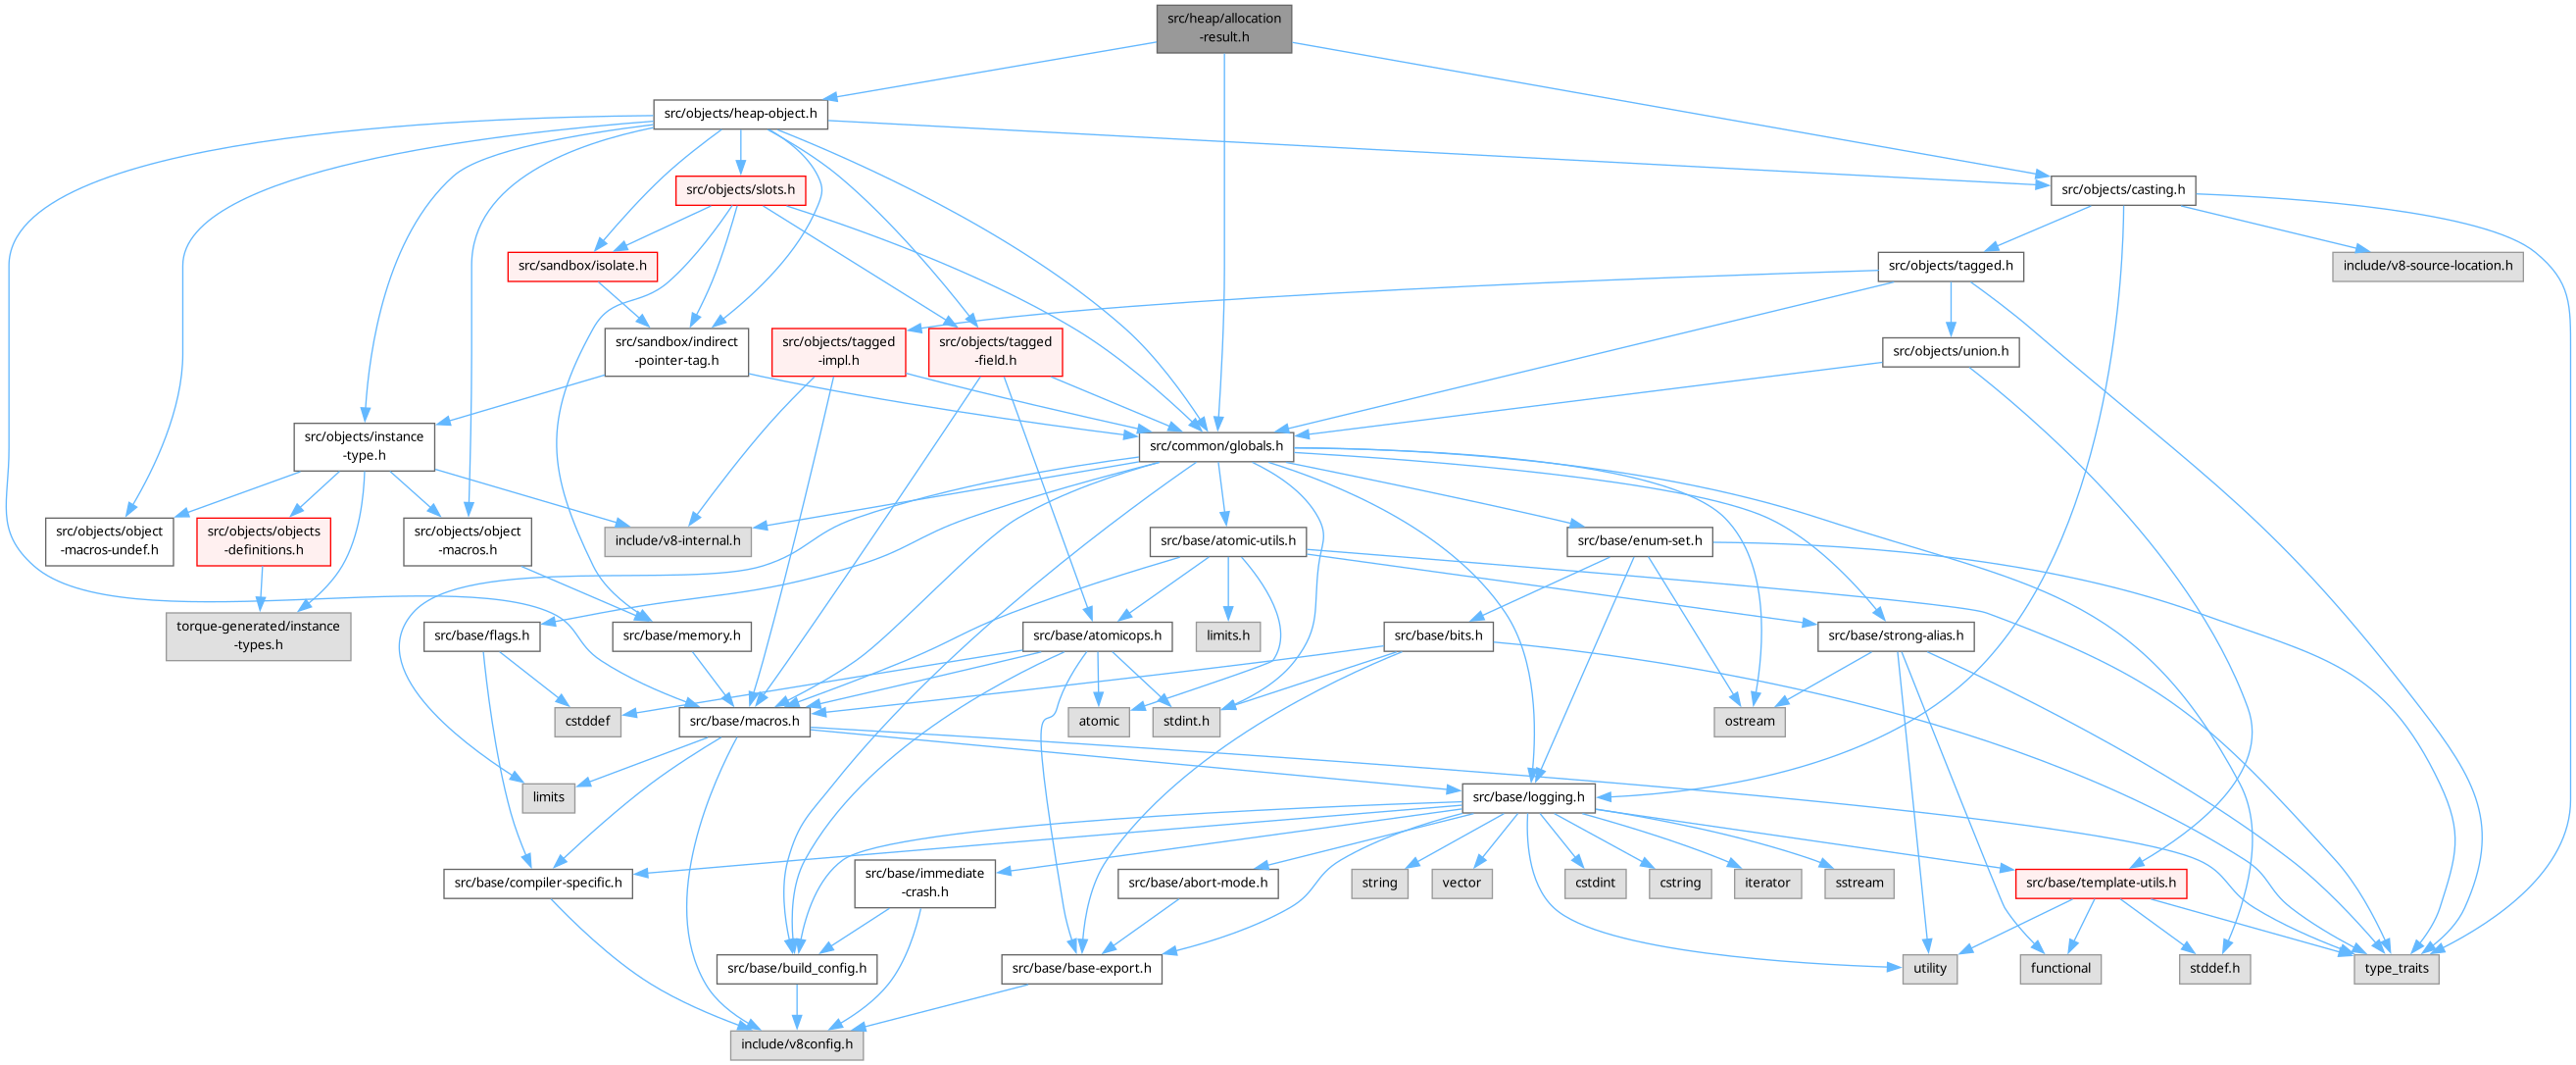 src/heap/allocation
-result.h
src/objects/heap-object.h
src/objects/slots.h
src/objects/casting.h
src/sandbox/isolate.h
src/objects/tagged.h
include/v8-source-location.h
src/sandbox/indirect
-pointer-tag.h
src/objects/tagged
-impl.h
src/objects/tagged
-field.h
src/objects/union.h
src/objects/instance
-type.h
src/common/globals.h
src/objects/object
-macros-undef.h
src/objects/objects
-definitions.h
src/objects/object
-macros.h
include/v8-internal.h
src/base/atomic-utils.h
src/base/enum-set.h
torque-generated/instance
-types.h
src/base/flags.h
src/base/memory.h
src/base/atomicops.h
limits.h
src/base/bits.h
src/base/strong-alias.h
cstddef
src/base/macros.h
atomic
stdint.h
ostream
limits
src/base/logging.h
src/base/compiler-specific.h
src/base/immediate
-crash.h
src/base/abort-mode.h
string
vector
cstdint
cstring
iterator
sstream
src/base/template-utils.h
src/base/build_config.h
src/base/base-export.h
utility
functional
stddef.h
type_traits
include/v8config.h